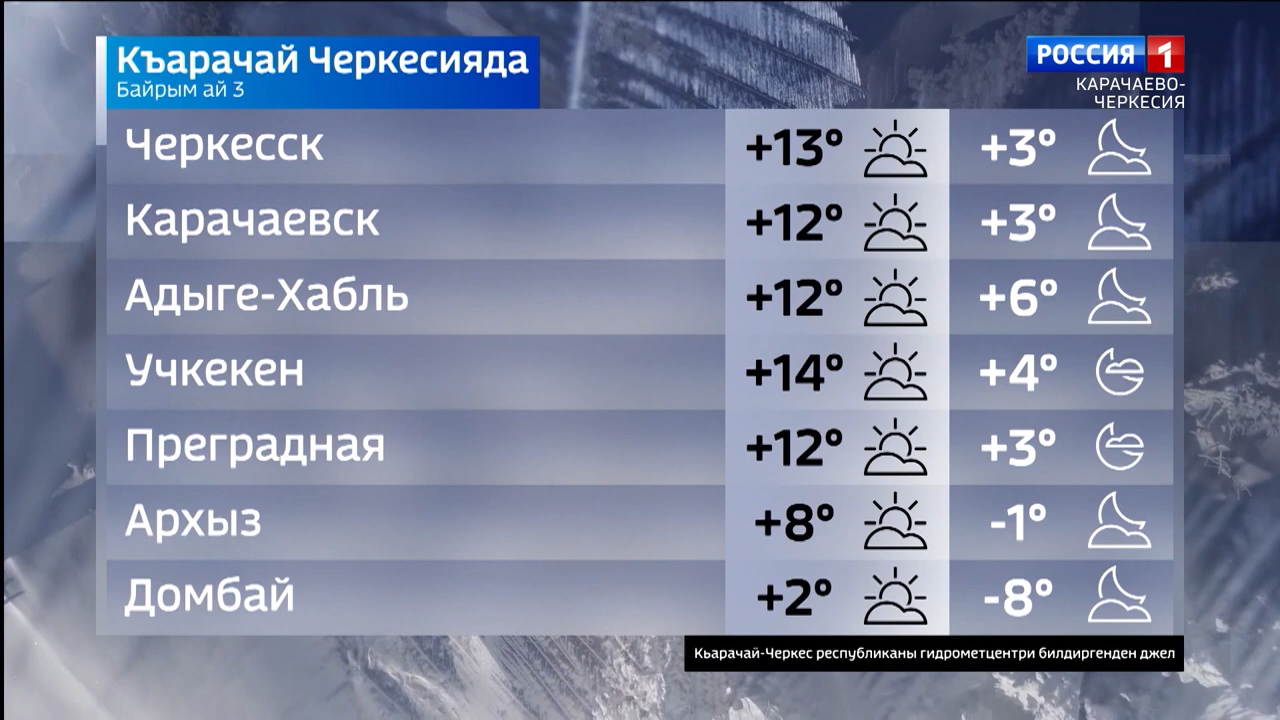 Къарачай Черкесияда
Байрым ай 3
РОССИЯ 1
КАРАЧАЕВО-
ЧЕРКЕСИЯ
Черкесск +13° +3°
Карачаевск +12° +3°
Адыге-Хабль +12° +6°
Учкекен +14° +4°
Преградная +12° +3°
Архыз +8° -1°
Домбай +2° -8°
Кьарачай-Черкес республиканы гидрометцентри билдиргенден джел